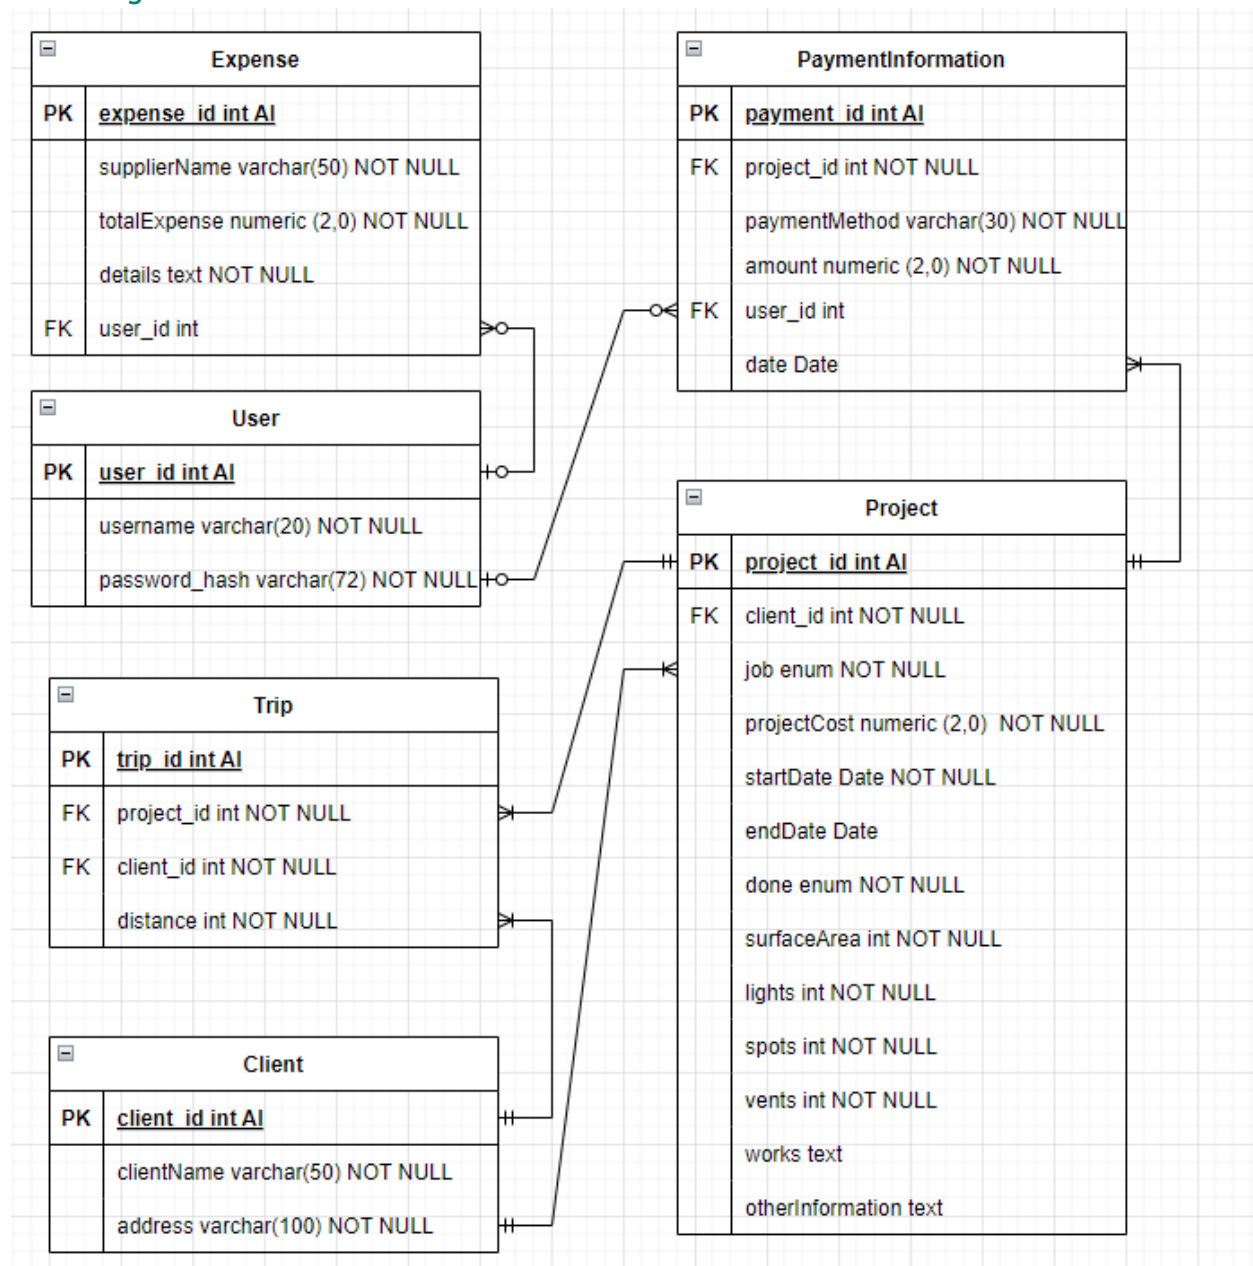 Expense
PK expense_id int AI
supplierName varchar(50) NOT NULL
totalExpense numeric (2,0) NOT NULL
details text NOT NULL
FK user_id int
PaymentInformation
PK payment_id int AI
FK project_id int NOT NULL
paymentMethod varchar(30) NOT NULL
amount numeric (2,0) NOT NULL
FK user_id int
date Date
User
PK user_id int AI
username varchar(20) NOT NULL
password_hash varchar(72) NOT NULL
Project
PK project_id int AI
FK client_id int NOT NULL
job enum NOT NULL
projectCost numeric (2,0) NOT NULL
startDate Date NOT NULL
endDate Date
done enum NOT NULL
surfaceArea int NOT NULL
lights int NOT NULL
spots int NOT NULL
vents int NOT NULL
works text
otherInformation text
Trip
PK trip_id int AI
FK project_id int NOT NULL
FK client_id int NOT NULL
distance int NOT NULL
Client
PK client_id int AI
clientName varchar(50) NOT NULL
address varchar(100) NOT NULL